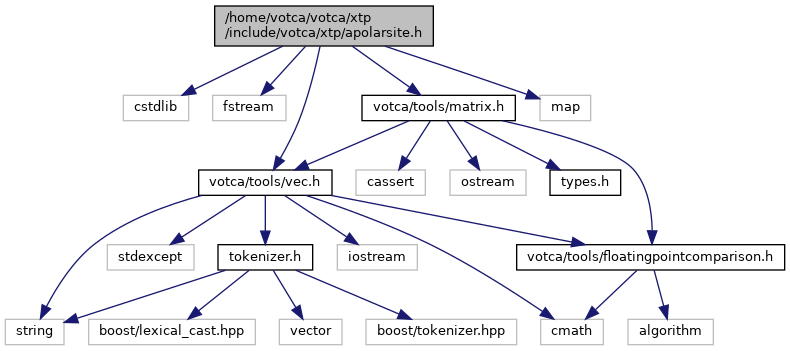 /home/votca/votca/xtp
/include/votca/xtp/apolarsite.h
cstdlib
fstream
votca/tools/matrix.h
map
votca/tools/vec.h
cassert
ostream
types.h
stdexcept
tokenizer.h
iostream
votca/tools/floatingpointcomparison.h
string
boost/lexical_cast.hpp
vector
boost/tokenizer.hpp
cmath
algorithm